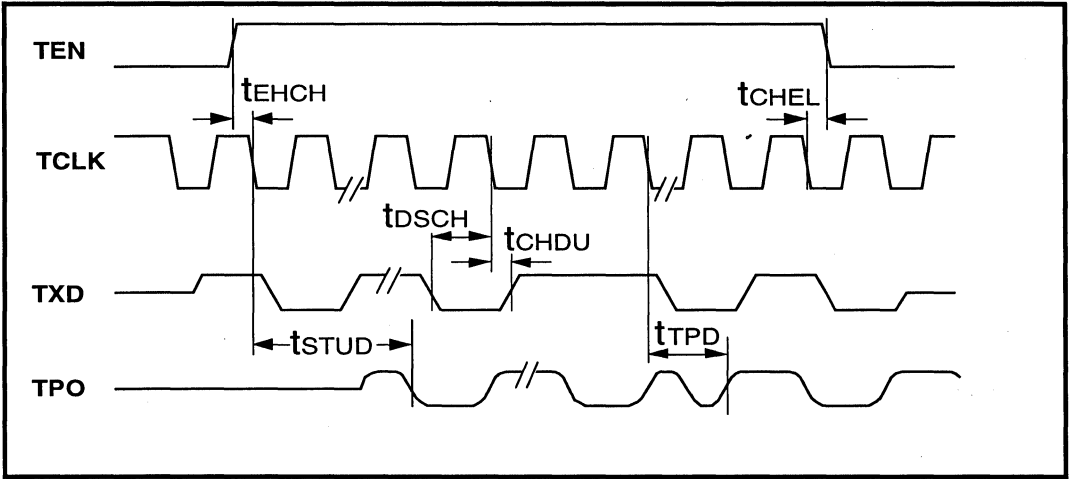 TEN
tEHCH
tCHEL
TCLK
tDSCH
tCHDU
TXD
tSTUD
tTPD
TPO